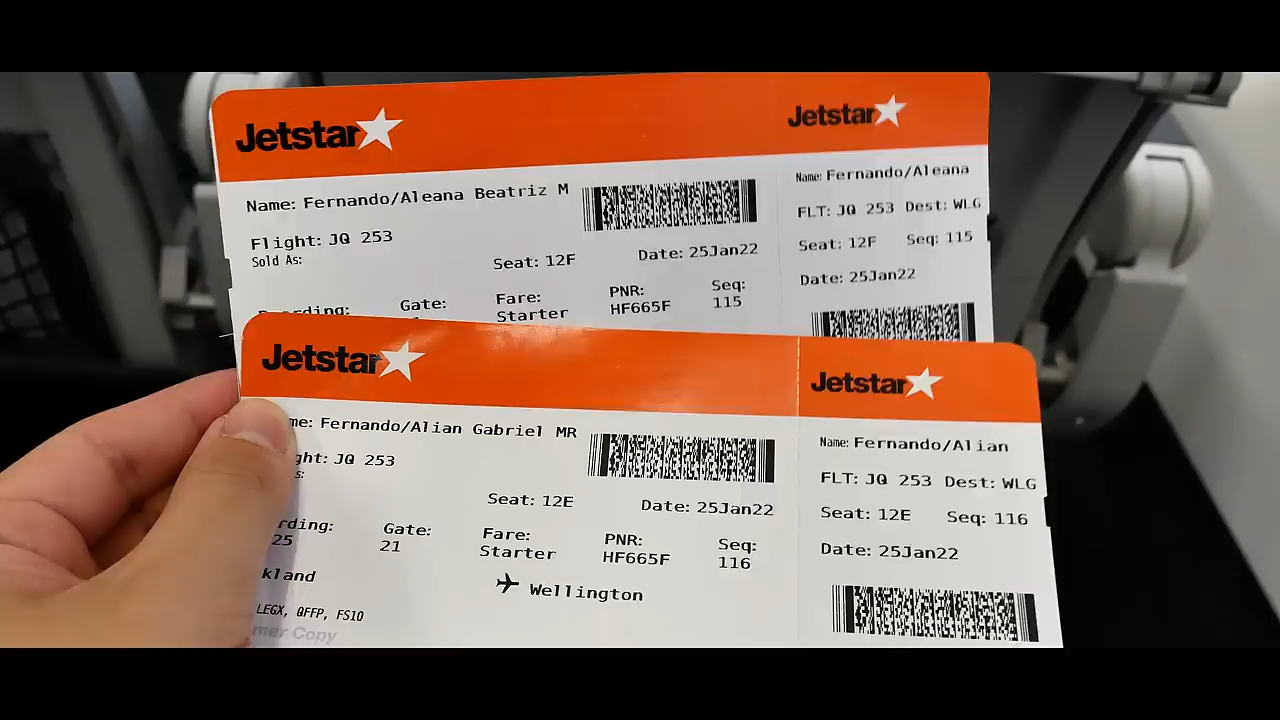 Jetstar
Name: Fernando/Aleana Beatriz M
Flight: JQ 253
Sold As:
Seat: 12F
Date: 25Jan22
Gate:
Fare:
Starter
PNR:
HF665F
Seq:
115
Jetstar
Name: Fernando/Aleana
FLT: JQ 253 Dest: WLG
Seat: 12F Seq: 115
Date: 25Jan22
Jetstar
me: Fernando/Alian Gabriel MR
ght: JQ 253
s:
Seat: 12E
Date: 25Jan22
rding:
25
Gate:
21
Fare:
Starter
PNR:
HF665F
Seq:
116
kland
Wellington
LEGX, QFFP, FS10
mer Copy
Jetstar
Name: Fernando/Alian
FLT: JQ 253 Dest: WLG
Seat: 12E Seq: 116
Date: 25Jan22